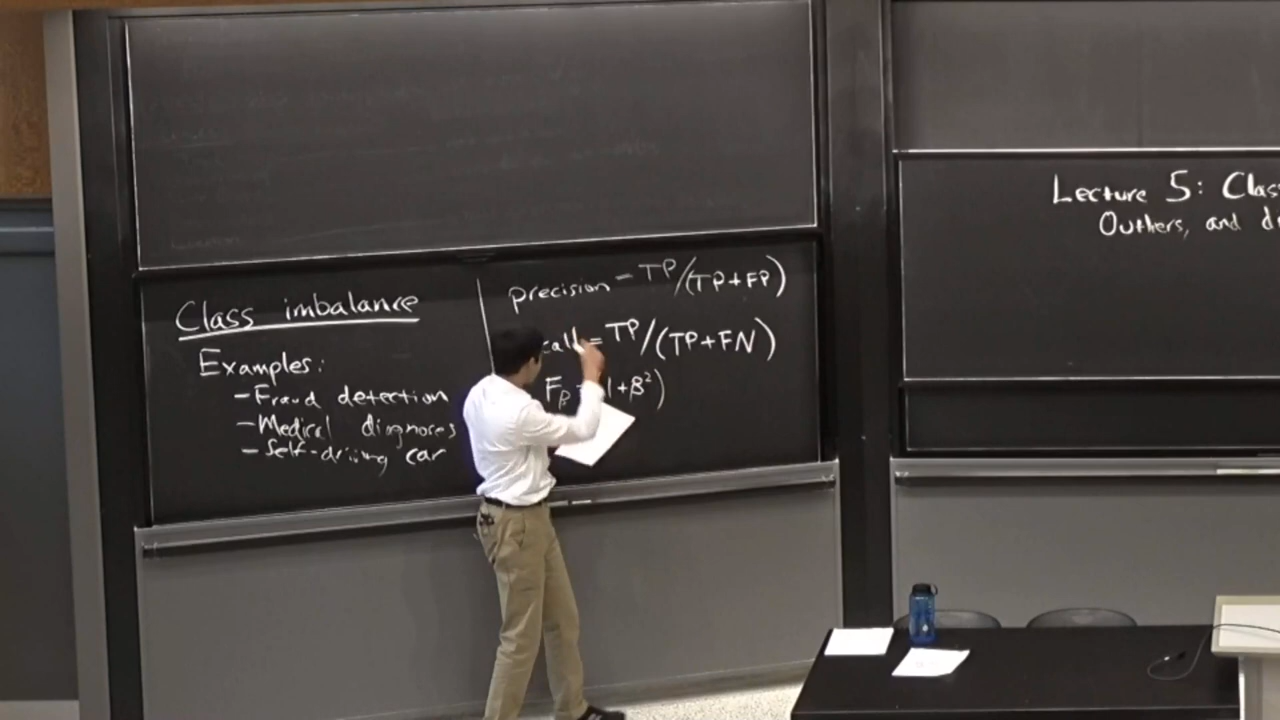 Class imbalance
Examples:
- Fraud detection
- Medical diagnoses
- Self-driving car
precision = TP/(TP+FP)
call = TP/(TP+FN)
Fβ = (1+β²)
Lecture 5: Clas
Outliers, and d